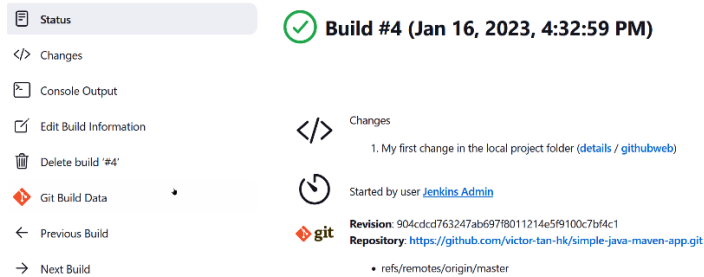 Status
Changes
Console Output
Edit Build Information
Delete build '#4'
Git Build Data
Previous Build
Next Build
Build #4 (Jan 16, 2023, 4:32:59 PM)
Changes
1. My first change in the local project folder (details / githubweb)
Started by user Jenkins Admin
git
Revision: 904cdcd763247ab697f8011214e5f9100c7bf4c1
Repository: https://github.com/victor-tan-hk/simple-java-maven-app.git
• refs/remotes/origin/master